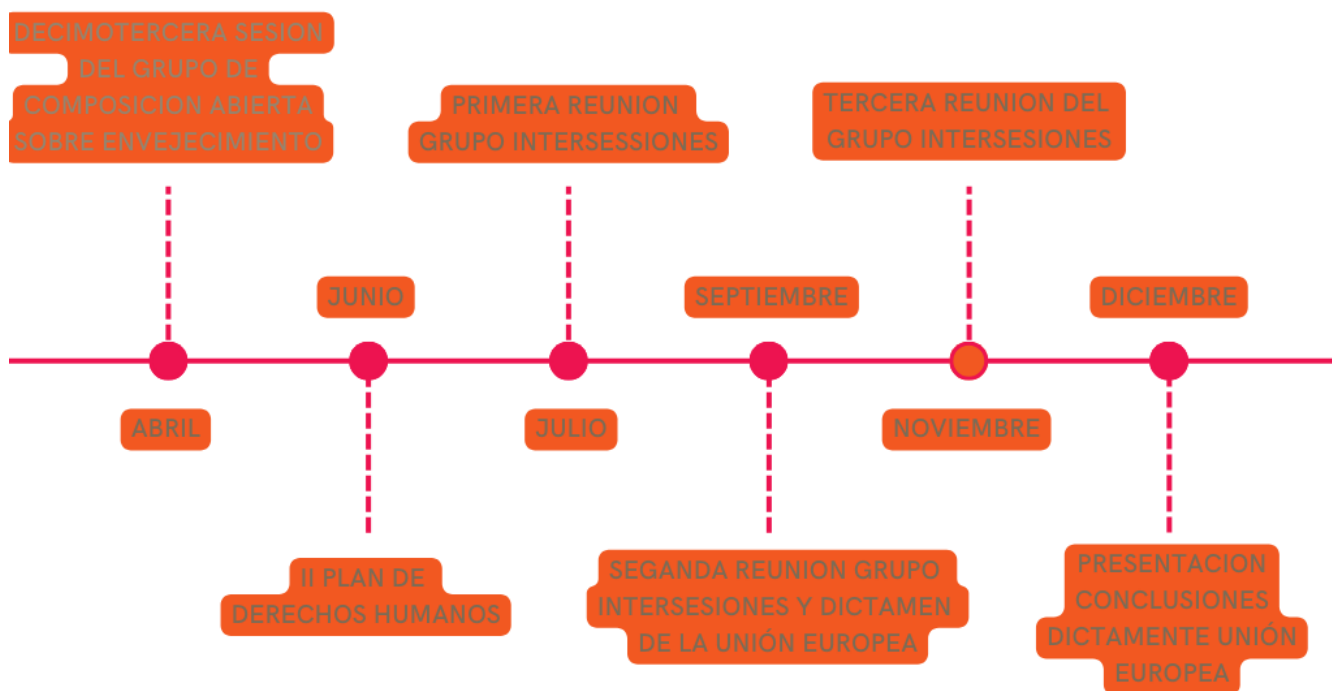 DECIMOTERCERA SESIÓN
DEL GRUPO DE
COMPOSICION ABIERTA
SOBRE ENVEJECIMIENTO
PRIMERA REUNION
GRUPO INTERSESSIONES
TERCERA REUNION DEL
GRUPO INTERSESIONES
JUNIO
SEPTIEMBRE
DICIEMBRE
ABRIL
JULIO
NOVIEMBRE
II PLAN DE
DERECHOS HUMANOS
SEGANDA REUNION GRUPO
INTERSESIONES Y DICTAMEN
DE LA UNIÓN EUROPEA
PRESENTACION
CONCLUSIONES
DICTAMENTE UNIÓN
EUROPEA